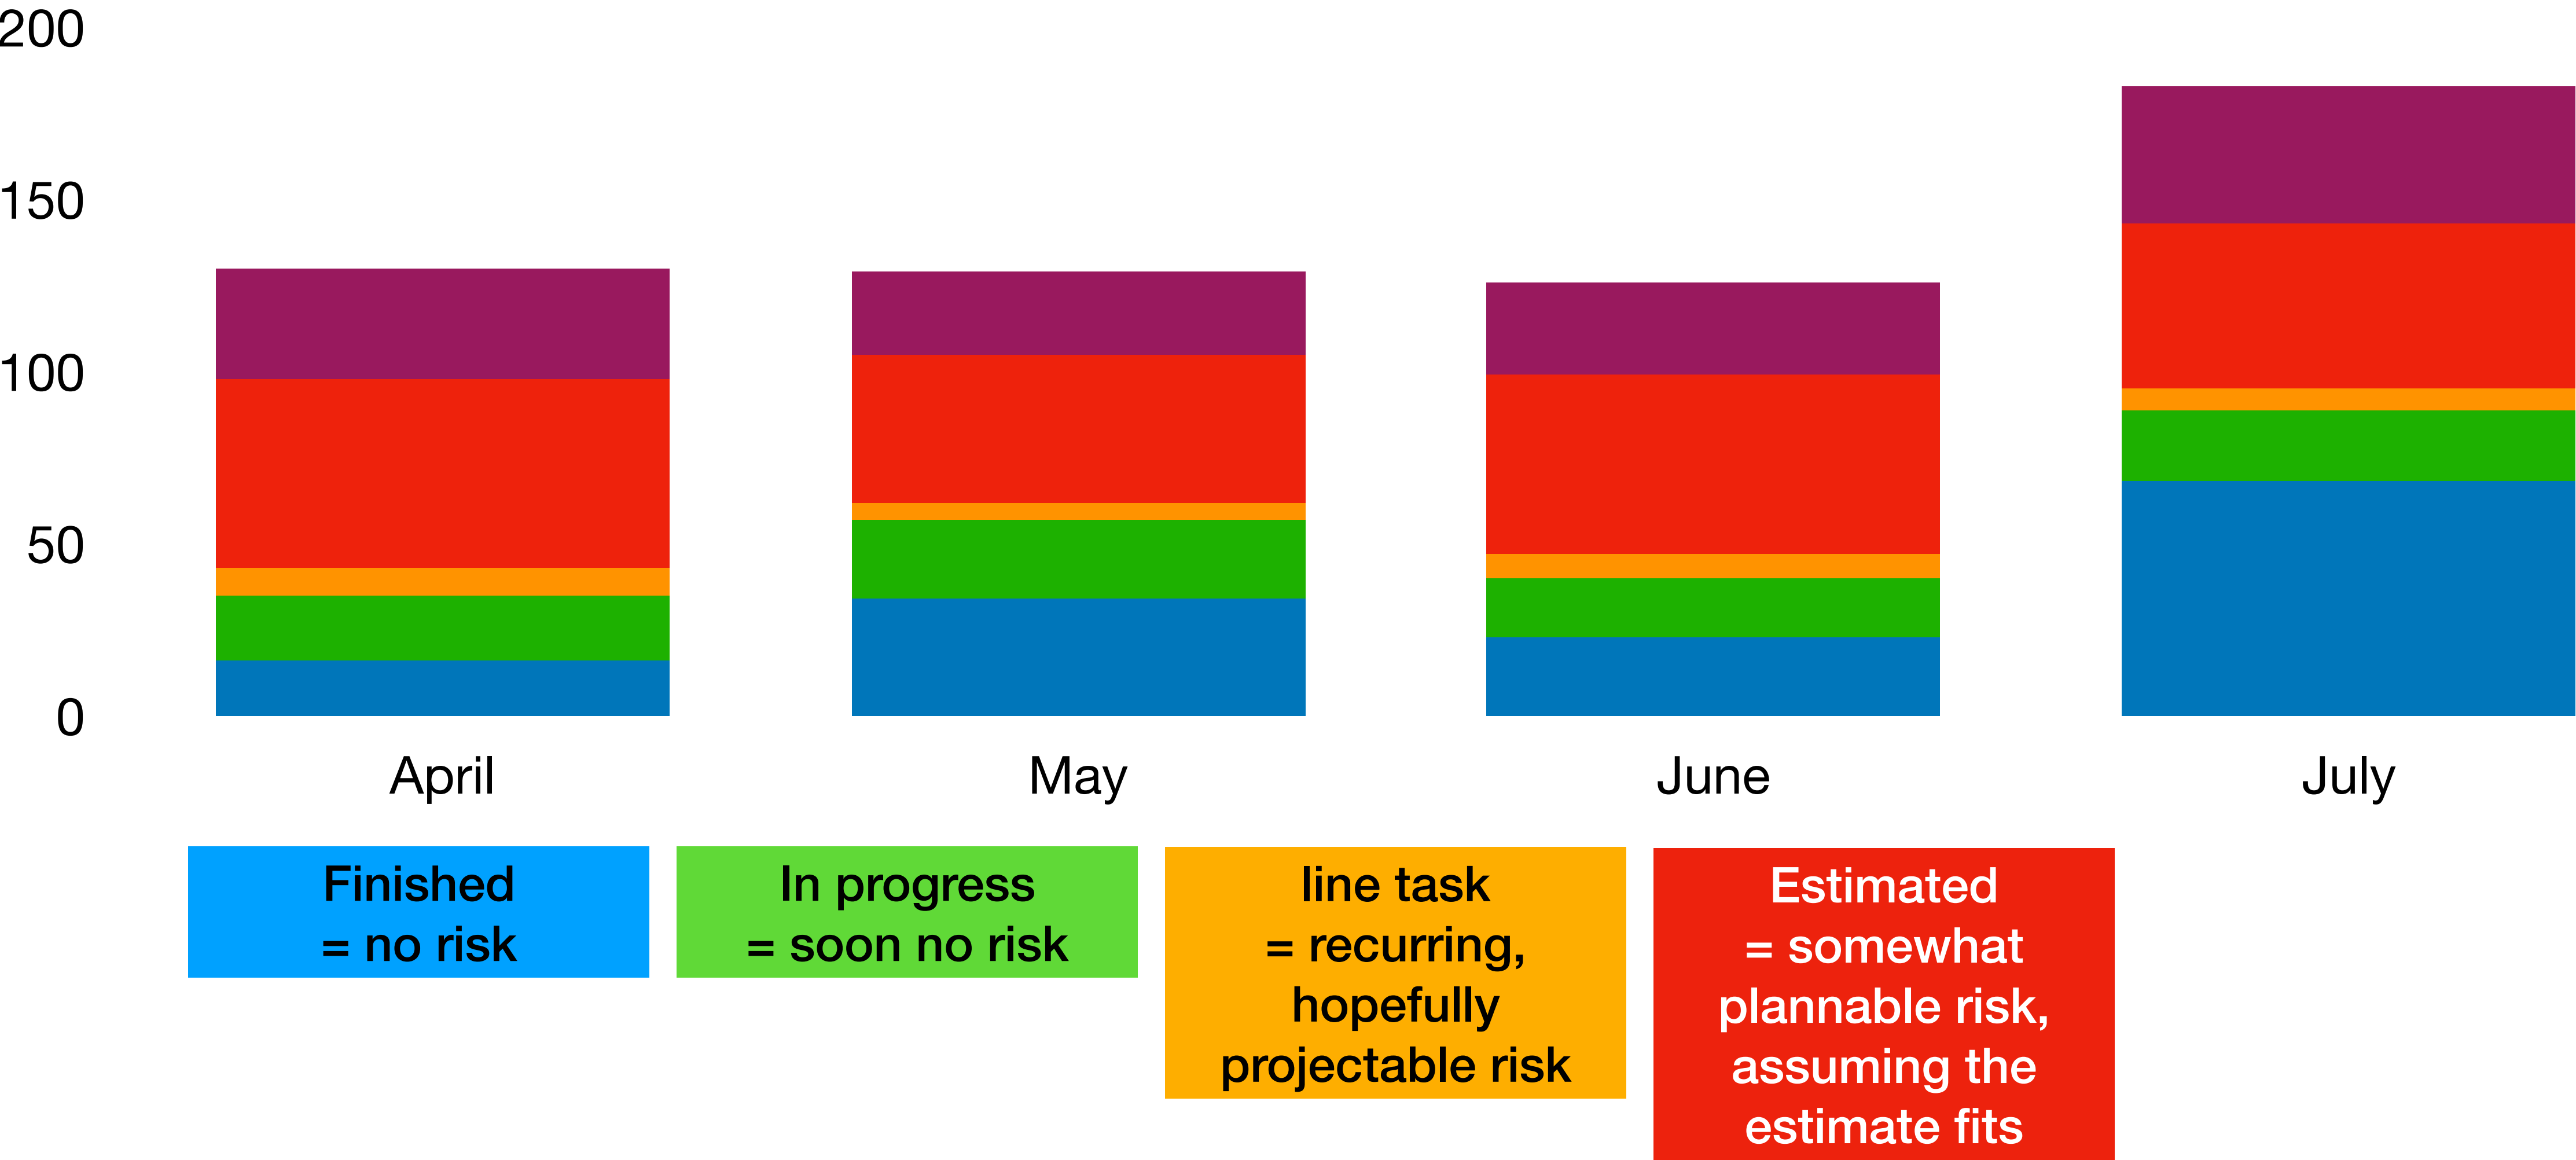 200
150
100
50
0
April
May
June
July
Finished
= no risk
In progress
= soon no risk
line task
= recurring,
hopefully
projectable risk
Estimated
= somewhat
plannable risk,
assuming the
estimate fits